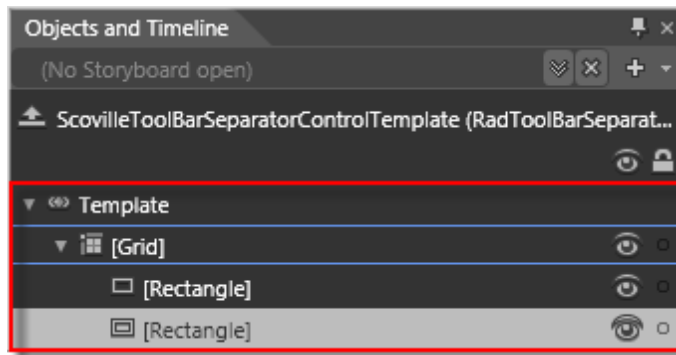 Objects and Timeline
(No Storyboard open)
ScovilleToolBarSeparatorControlTemplate (RadToolBarSeparat...
Template
[Grid]
[Rectangle]
[Rectangle]